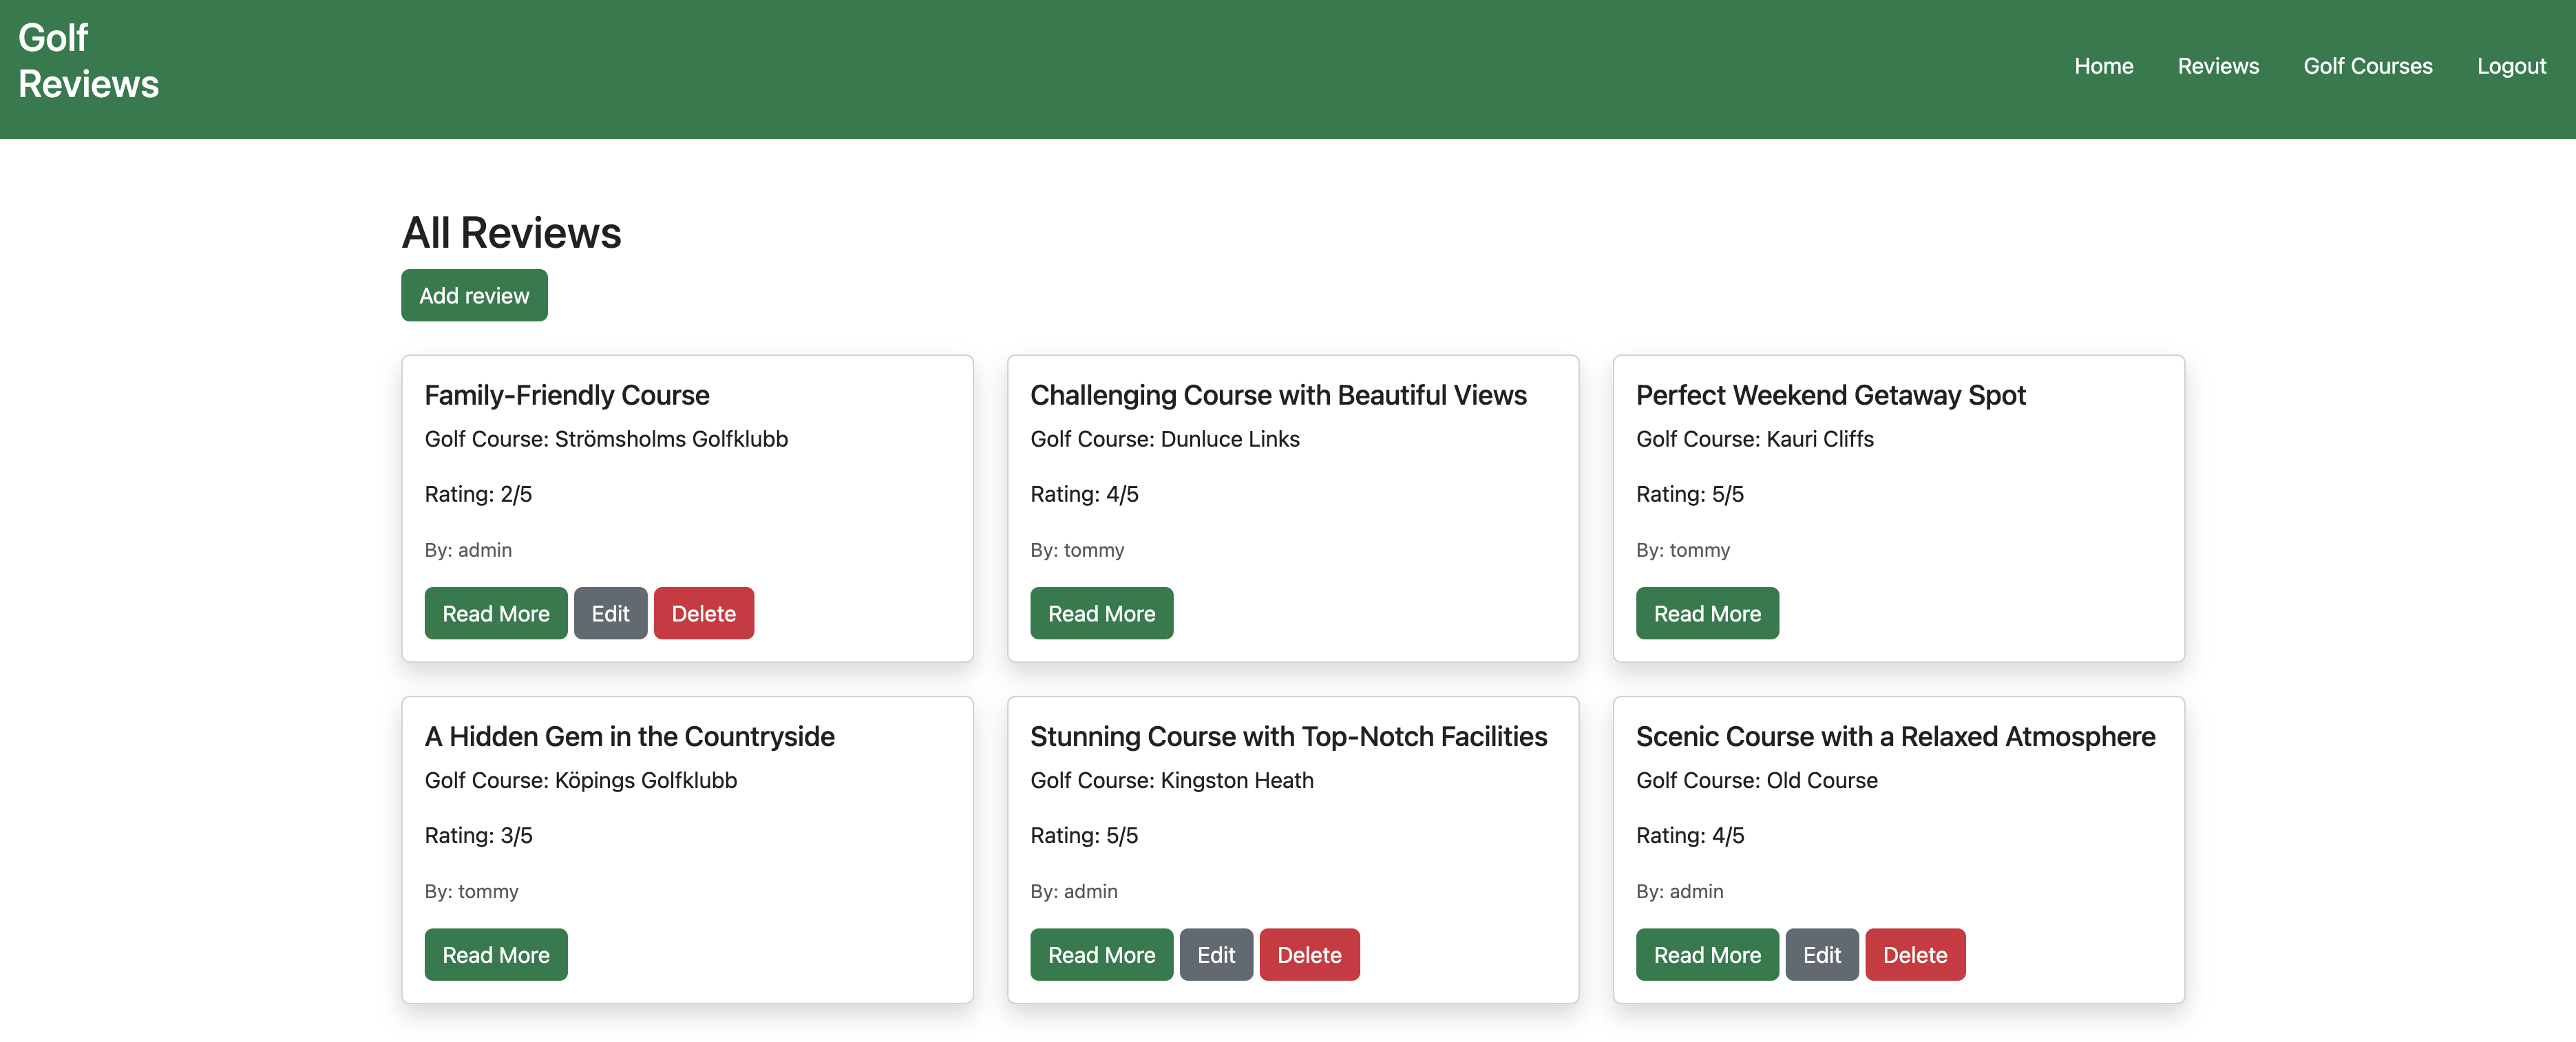 Golf
Reviews
Home
Reviews
Golf Courses
Logout
All Reviews
Add review
Family-Friendly Course
Golf Course: Strömsholms Golfklubb
Rating: 2/5
By: admin
Read More
Edit
Delete
Challenging Course with Beautiful Views
Golf Course: Dunluce Links
Rating: 4/5
By: tommy
Read More
Perfect Weekend Getaway Spot
Golf Course: Kauri Cliffs
Rating: 5/5
By: tommy
Read More
A Hidden Gem in the Countryside
Golf Course: Köpings Golfklubb
Rating: 3/5
By: tommy
Read More
Stunning Course with Top-Notch Facilities
Golf Course: Kingston Heath
Rating: 5/5
By: admin
Read More
Edit
Delete
Scenic Course with a Relaxed Atmosphere
Golf Course: Old Course
Rating: 4/5
By: admin
Read More
Edit
Delete